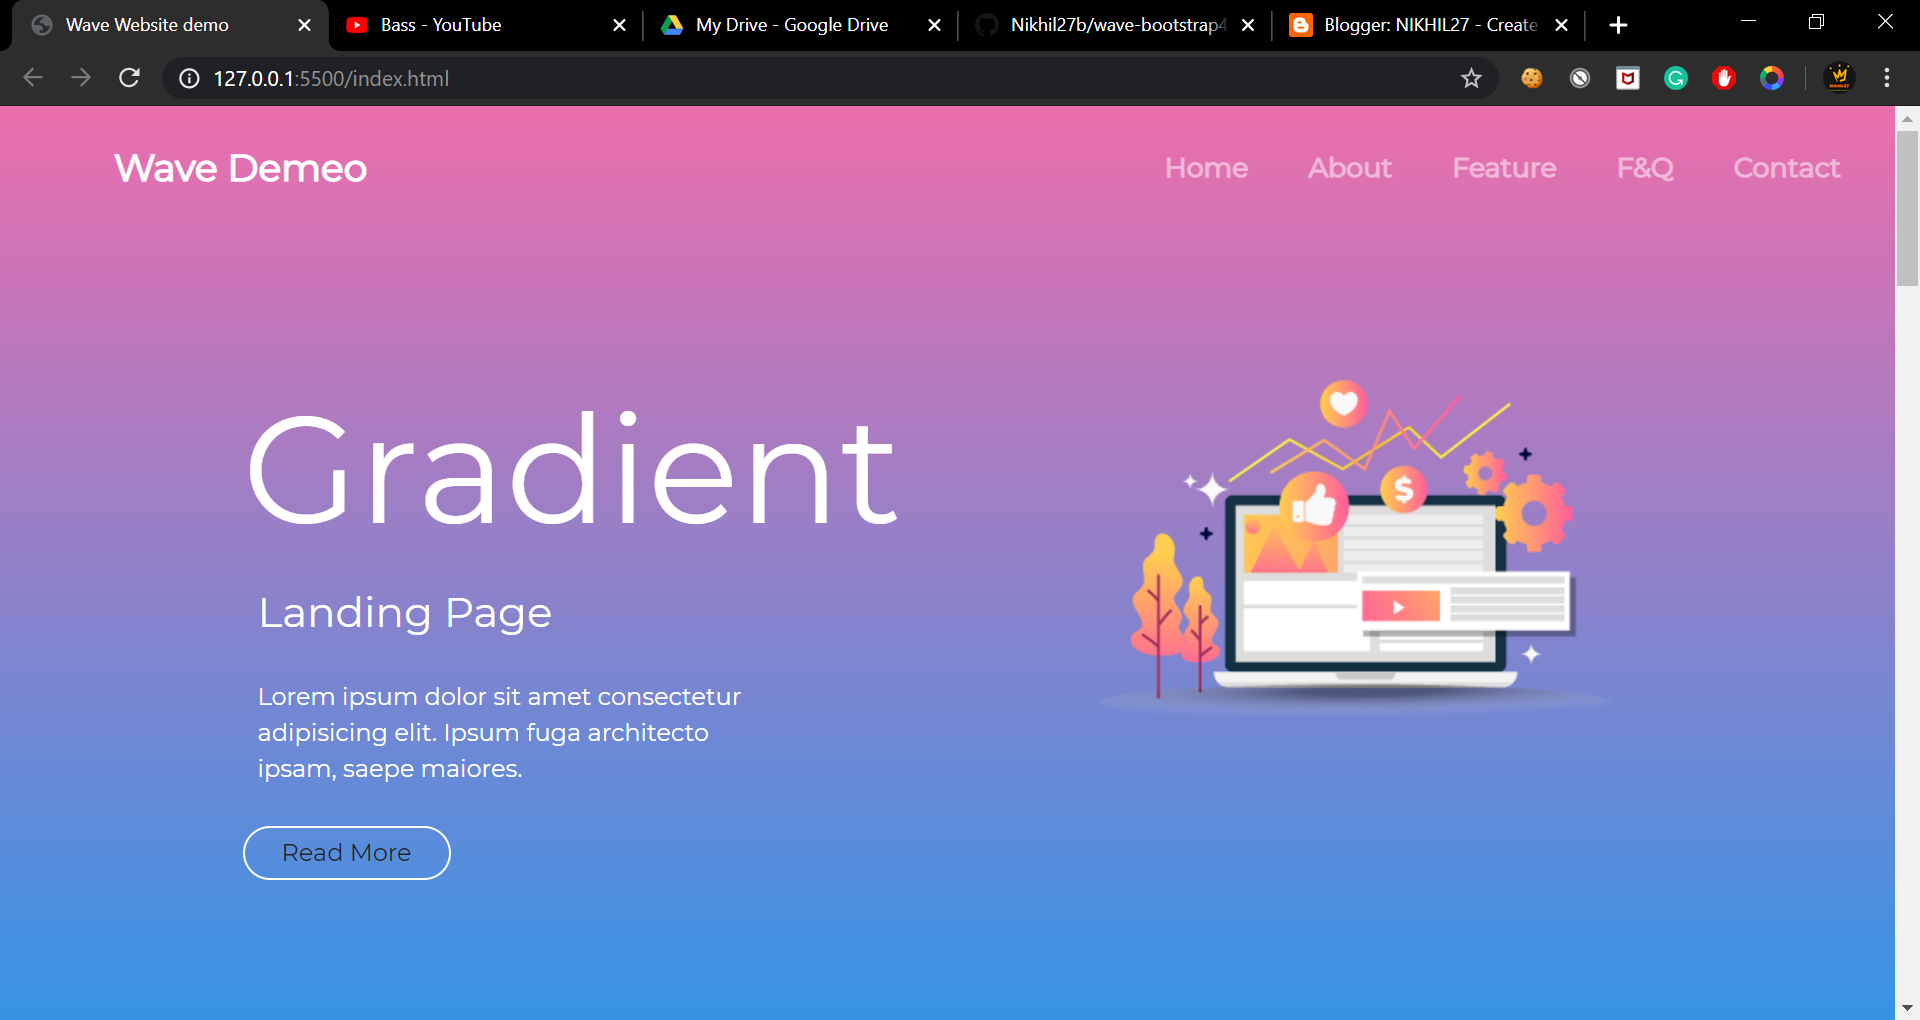 Wave Website demo
Bass - YouTube
My Drive - Google Drive
Nikhil27b/wave-bootstrap4
Blogger: NIKHIL27 - Create
127.0.0.1:5500/index.html
Wave Demeo
Home
About
Feature
F&Q
Contact
Gradient
Landing Page
Lorem ipsum dolor sit amet consectetur
adipisicing elit. Ipsum fuga architecto
ipsam, saepe maiores.
Read More